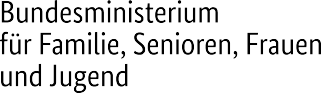 Bundesministerium
für Familie, Senioren, Frauen
und Jugend